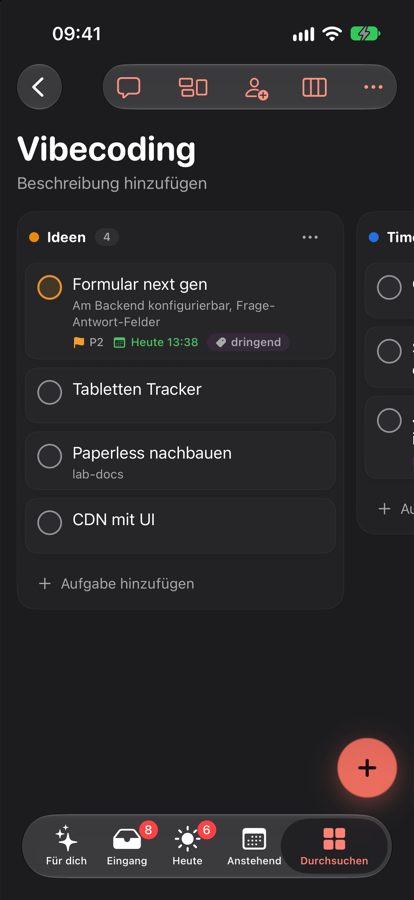 09:41
Vibecoding
Beschreibung hinzufügen
Ideen 4
Formular next gen
Am Backend konfigurierbar, Frage-
Antwort-Felder
P2 Heute 13:38 dringend
Tabletten Tracker
Paperless nachbauen
lab-docs
CDN mit UI
+ Aufgabe hinzufügen
8 6
Für dich Eingang Heute Anstehend Durchsuchen